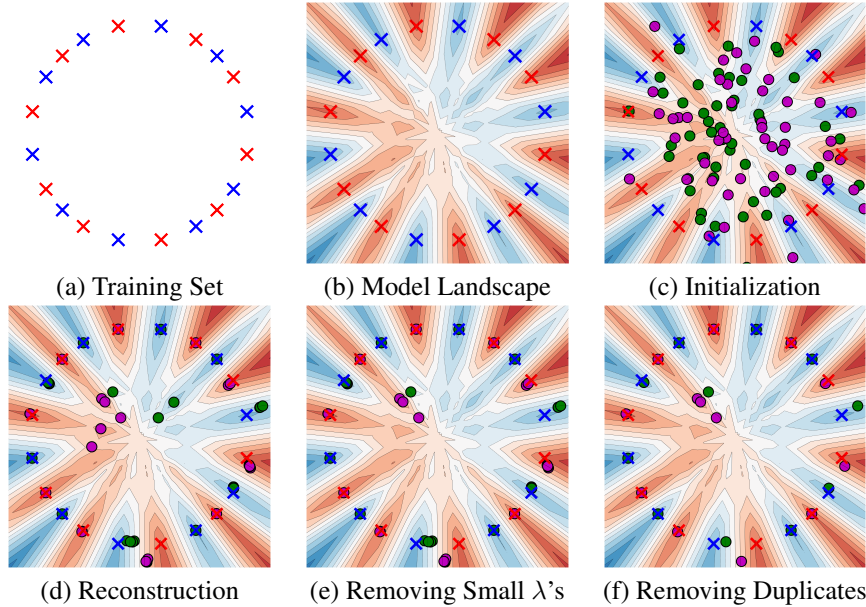 (a) Training Set
(b) Model Landscape
(c) Initialization
(d) Reconstruction
(e) Removing Small λ's
(f) Removing Duplicates